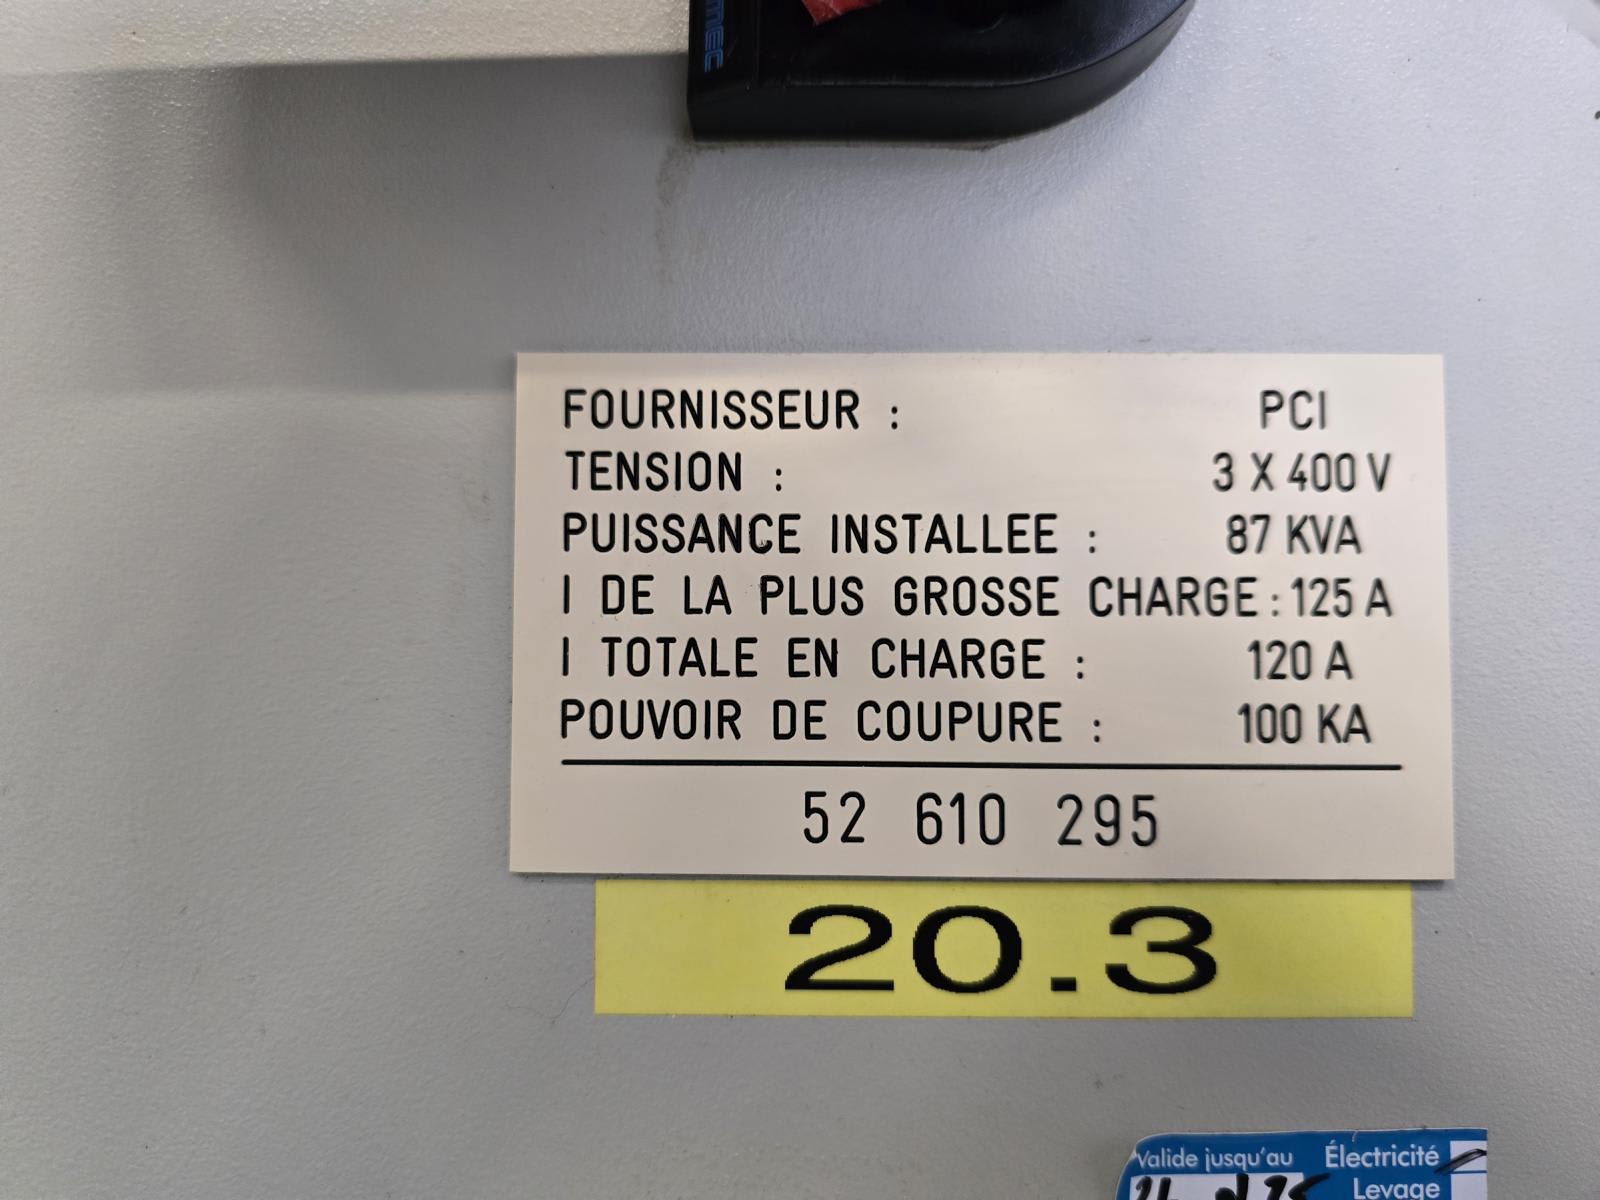 MEC
FOURNISSEUR : PCI
TENSION : 3 X 400 V
PUISSANCE INSTALLEE : 87 KVA
I DE LA PLUS GROSSE CHARGE : 125 A
I TOTALE EN CHARGE : 120 A
POUVOIR DE COUPURE : 100 KA
52 610 295
20.3
Valide jusqu'au Électricité
Levage